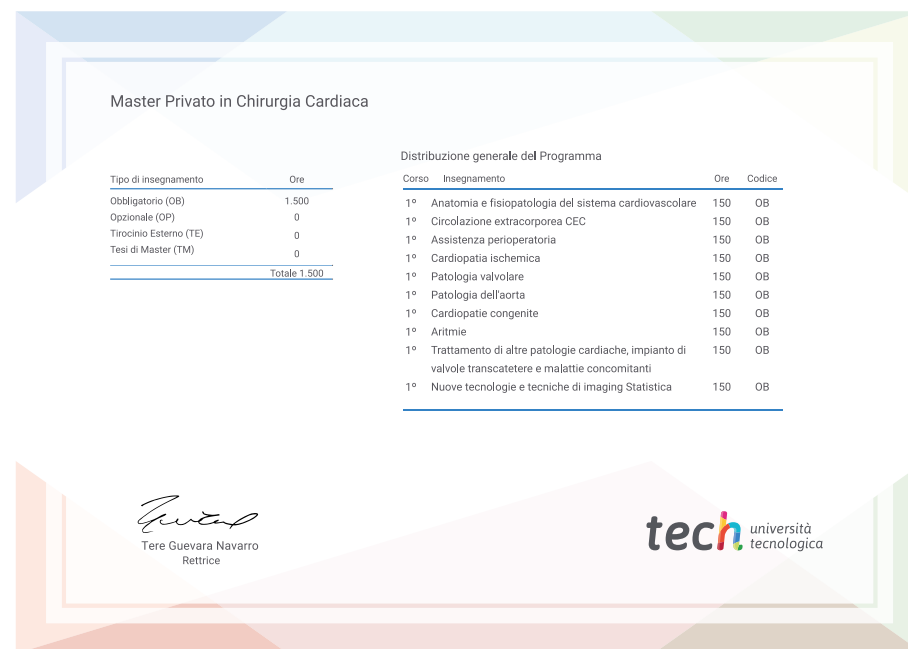 Master Privato in Chirurgia Cardiaca
Tipo di insegnamento Ore
Obbligatorio (OB) 1.500
Opzionale (OP) 0
Tirocinio Esterno (TE) 0
Tesi di Master (TM) 0
Totale 1.500
Distribuzione generale del Programma
Corso Insegnamento Ore Codice
1º Anatomia e fisiopatologia del sistema cardiovascolare 150 OB
1º Circolazione extracorporea CEC 150 OB
1º Assistenza perioperatoria 150 OB
1º Cardiopatia ischemica 150 OB
1º Patologia valvolare 150 OB
1º Patologia dell'aorta 150 OB
1º Cardiopatie congenite 150 OB
1º Aritmie 150 OB
1º Trattamento di altre patologie cardiache, impianto di 150 OB
valvole transcatetere e malattie concomitanti
1º Nuove tecnologie e tecniche di imaging Statistica 150 OB
Tere Guevara Navarro
Rettrice
tech università
tecnologica